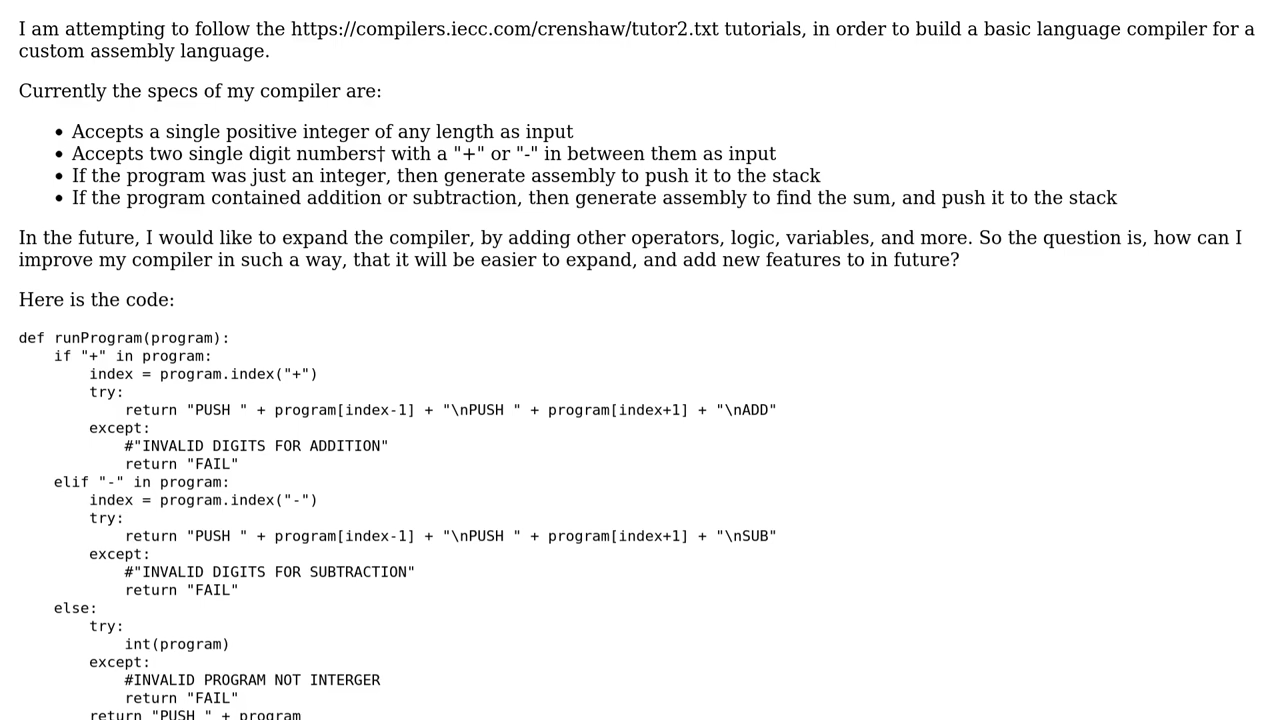 I am attempting to follow the https://compilers.iecc.com/crenshaw/tutor2.txt tutorials, in order to build a basic language compiler for a
custom assembly language.
Currently the specs of my compiler are:
• Accepts a single positive integer of any length as input
• Accepts two single digit numbers† with a "+" or "-" in between them as input
• If the program was just an integer, then generate assembly to push it to the stack
• If the program contained addition or subtraction, then generate assembly to find the sum, and push it to the stack
In the future, I would like to expand the compiler, by adding other operators, logic, variables, and more. So the question is, how can I
improve my compiler in such a way, that it will be easier to expand, and add new features to in future?
Here is the code:
def runProgram(program):
    if "+" in program:
        index = program.index("+")
        try:
            return "PUSH " + program[index-1] + "\nPUSH " + program[index+1] + "\nADD"
        except:
            #"INVALID DIGITS FOR ADDITION"
            return "FAIL"
    elif "-" in program:
        index = program.index("-")
        try:
            return "PUSH " + program[index-1] + "\nPUSH " + program[index+1] + "\nSUB"
        except:
            #"INVALID DIGITS FOR SUBTRACTION"
            return "FAIL"
    else:
        try:
            int(program)
        except:
            #INVALID PROGRAM NOT INTERGER
            return "FAIL"
        return "PUSH " + program